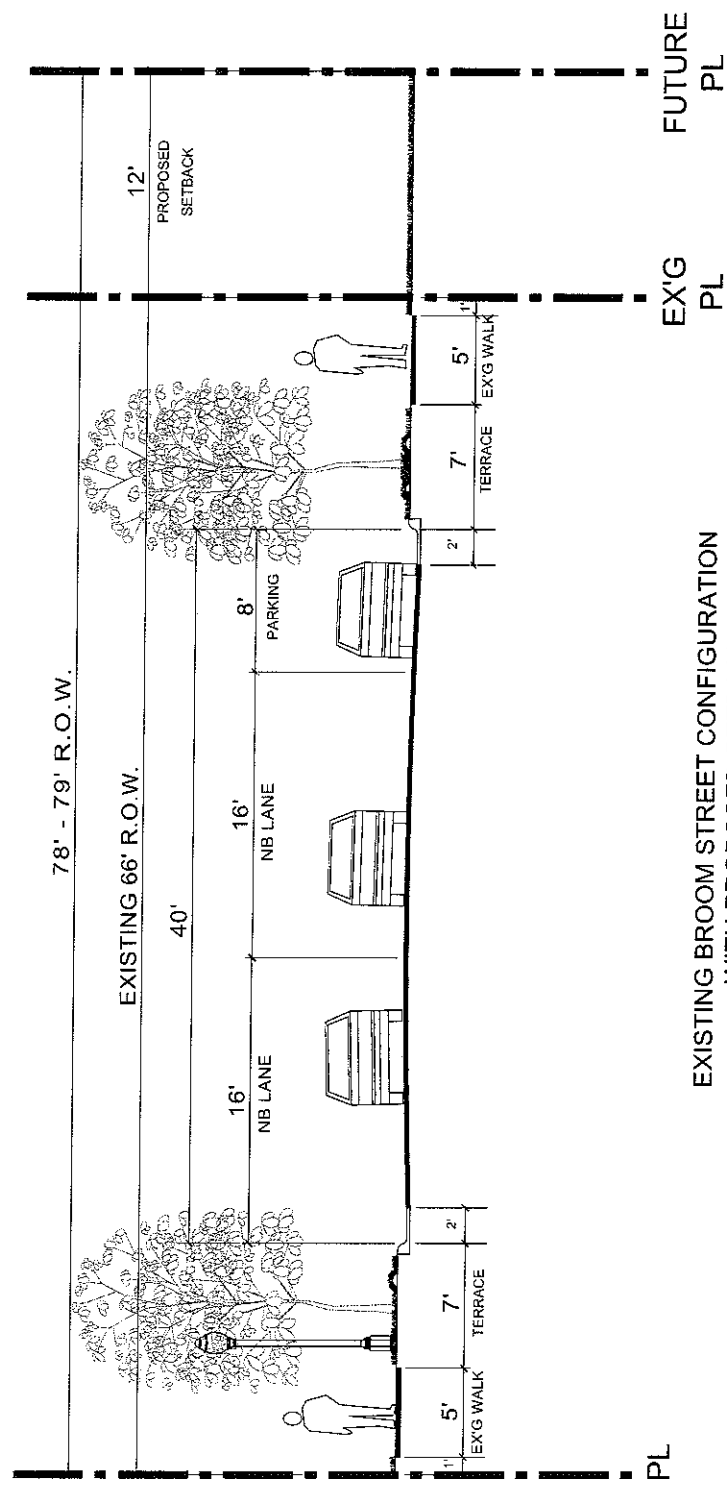 78' - 79' R.O.W.
EXISTING 66' R.O.W.
12'
PROPOSED
SETBACK
40'
16'
NB LANE
16'
NB LANE
8'
PARKING
1'
5'
EX'G WALK
7'
TERRACE
2'
2'
7'
TERRACE
5'
EX'G WALK
1'
PL
EX'G
PL
FUTURE
PL
EXISTING BROOM STREET CONFIGURATION